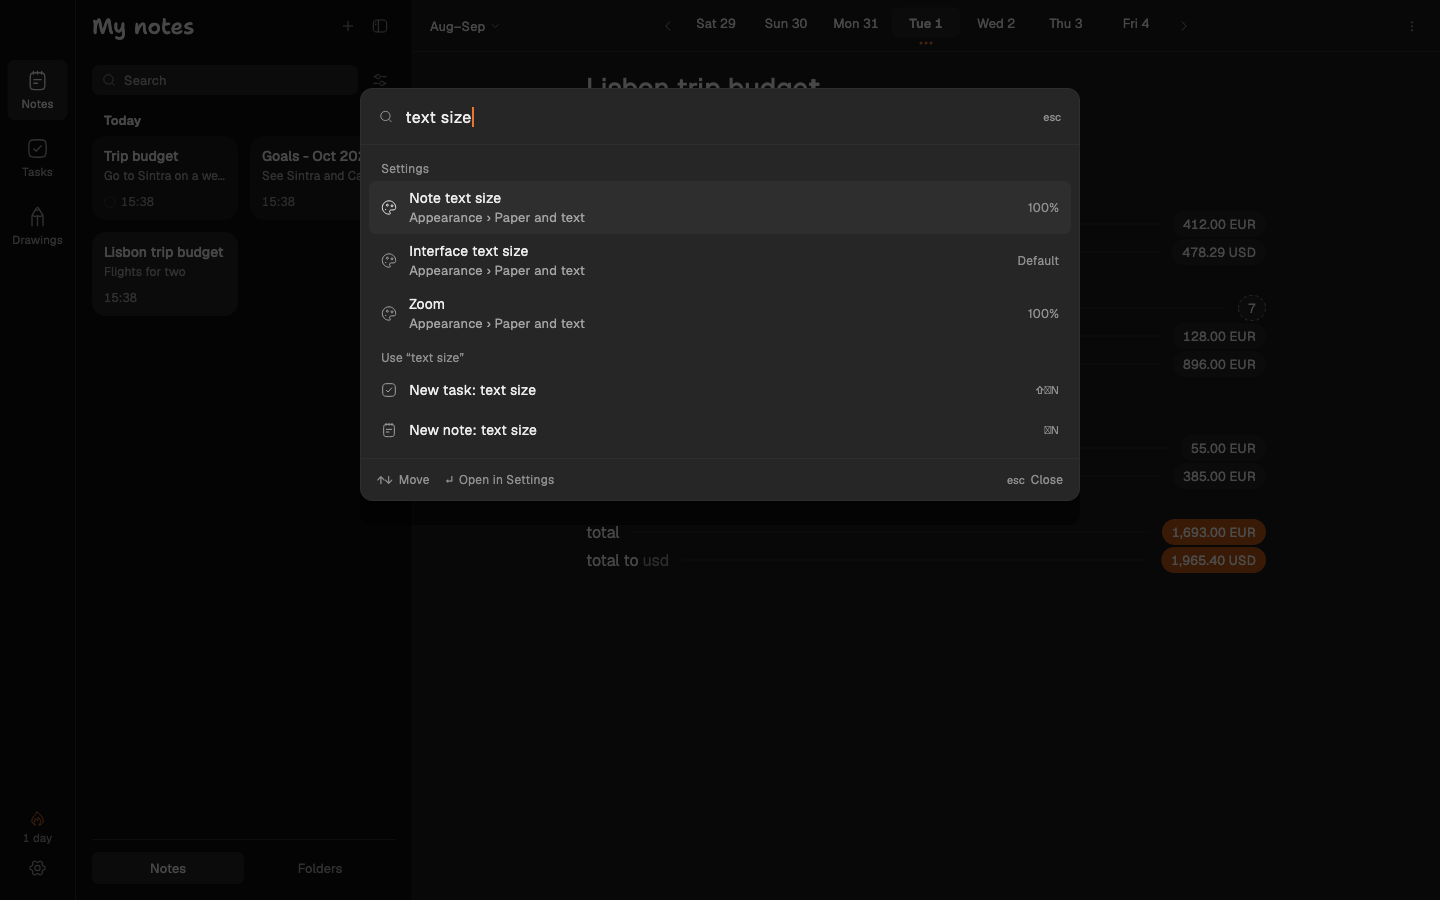 My notes
Aug–Sep
Sat 29
Sun 30
Mon 31
Tue 1
Wed 2
Thu 3
Fri 4
Notes
Tasks
Drawings
Search
Today
Trip budget
Go to Sintra on a we...
15:38
Goals - Oct 202
See Sintra and Ca
15:38
Lisbon trip budget
Flights for two
15:38
Lisbon trip budget
text size
esc
Settings
Note text size
Appearance › Paper and text
100%
Interface text size
Appearance › Paper and text
Default
Zoom
Appearance › Paper and text
100%
Use “text size”
New task: text size
⇧N
New note: text size
N
↑↓ Move
↵ Open in Settings
esc Close
412.00 EUR
478.29 USD
7
128.00 EUR
896.00 EUR
55.00 EUR
385.00 EUR
total
1,693.00 EUR
total to usd
1,965.40 USD
1 day
Notes
Folders